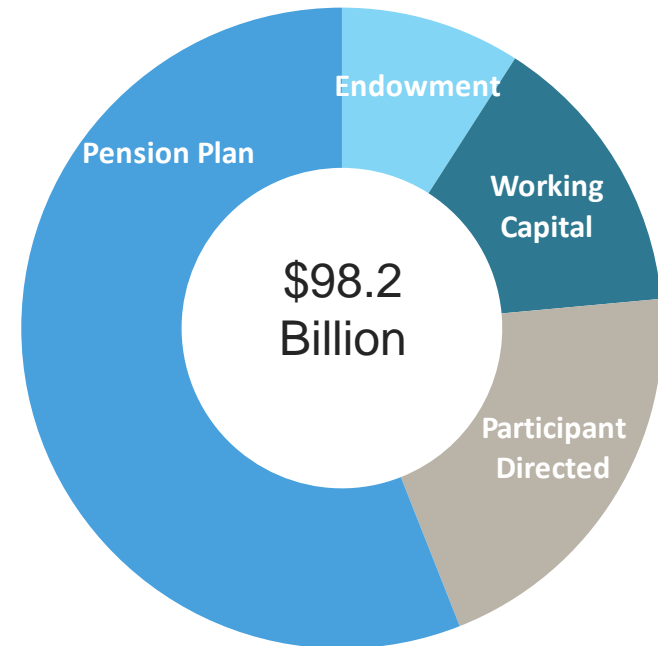 Endowment
Pension Plan
Working
Capital
$98.2
Billion
Participant
Directed